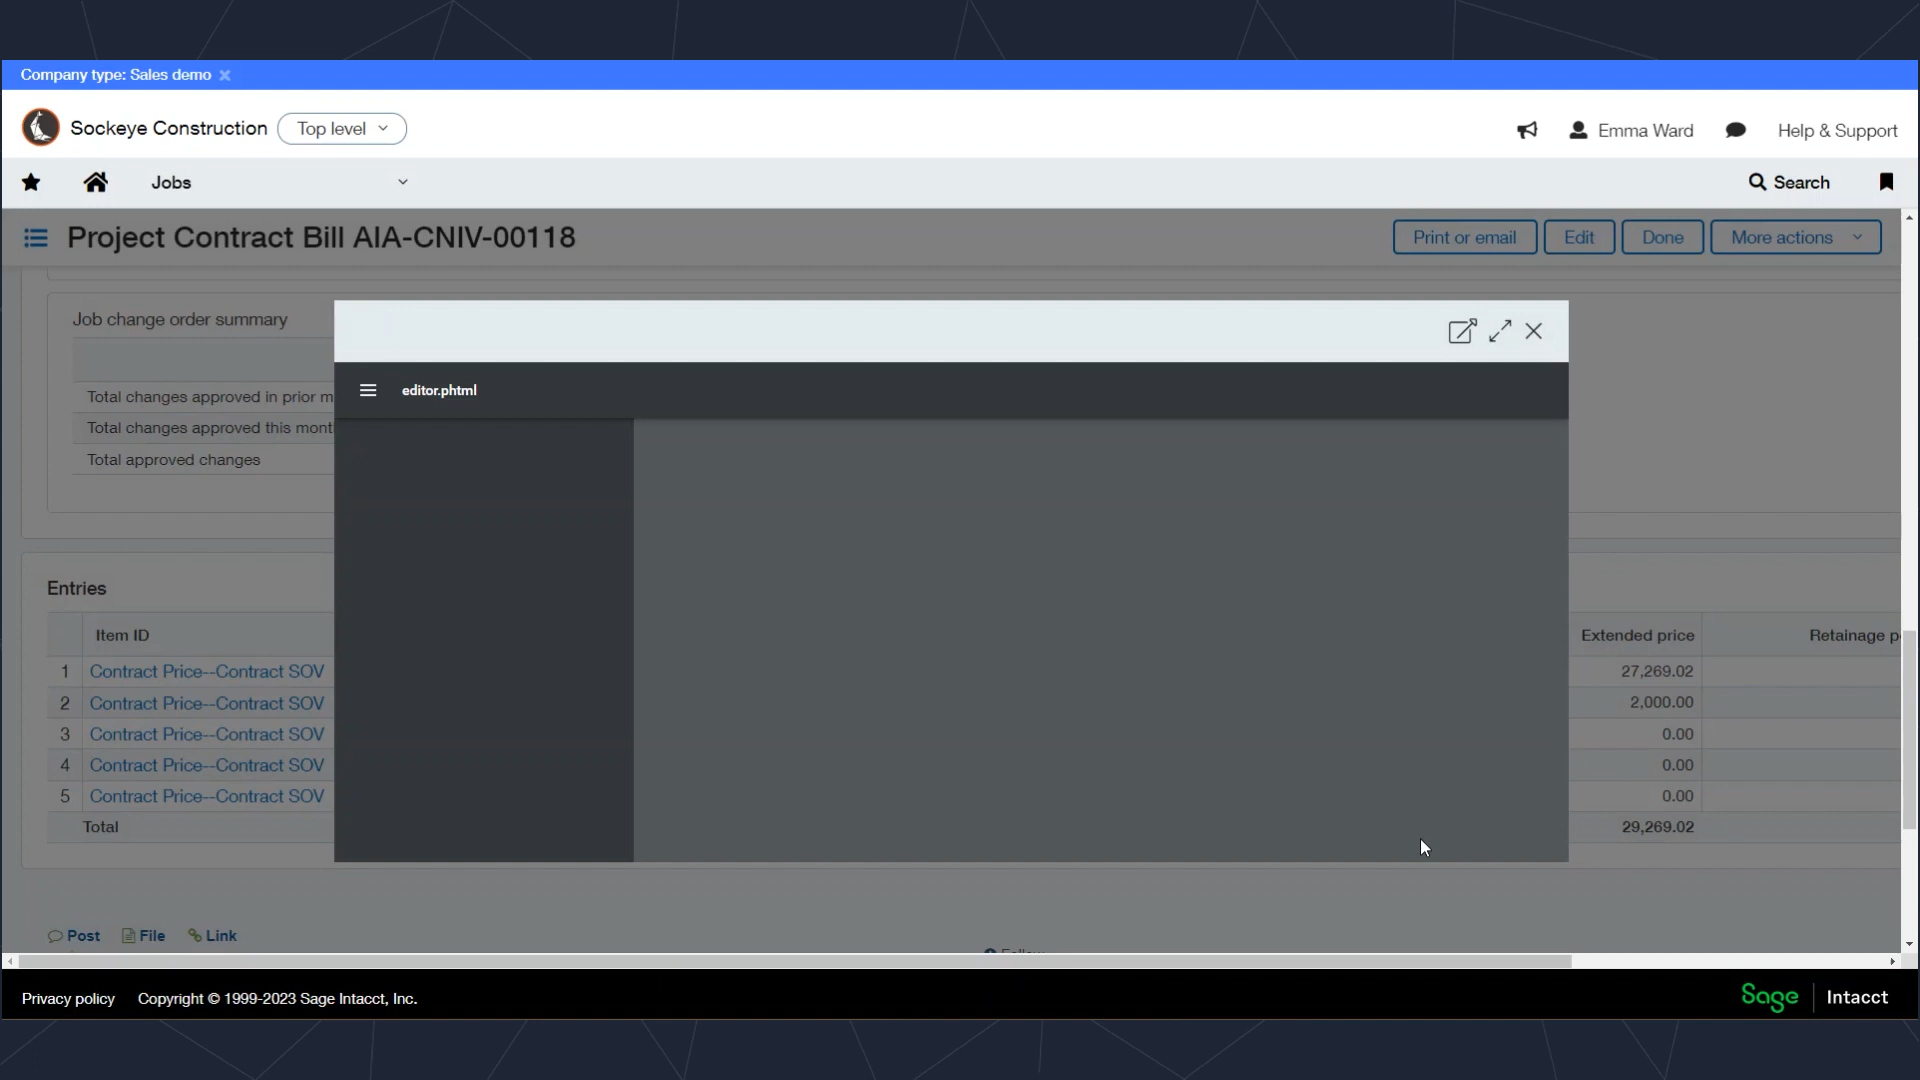 Company type: Sales demo
Sockeye Construction Top level
Emma Ward Help & Support
Jobs Search
Project Contract Bill AIA-CNIV-00118
Print or email Edit Done More actions
Job change order summary
editor.phtml
Total changes approved in prior m
Total changes approved this mont
Total approved changes
Entries
Item ID Extended price Retainage p
1 Contract Price--Contract SOV 27,269.02
2 Contract Price--Contract SOV 2,000.00
3 Contract Price--Contract SOV 0.00
4 Contract Price--Contract SOV 0.00
5 Contract Price--Contract SOV 0.00
Total 29,269.02
Post File Link
Privacy policy Copyright © 1999-2023 Sage Intacct, Inc.
Sage Intacct